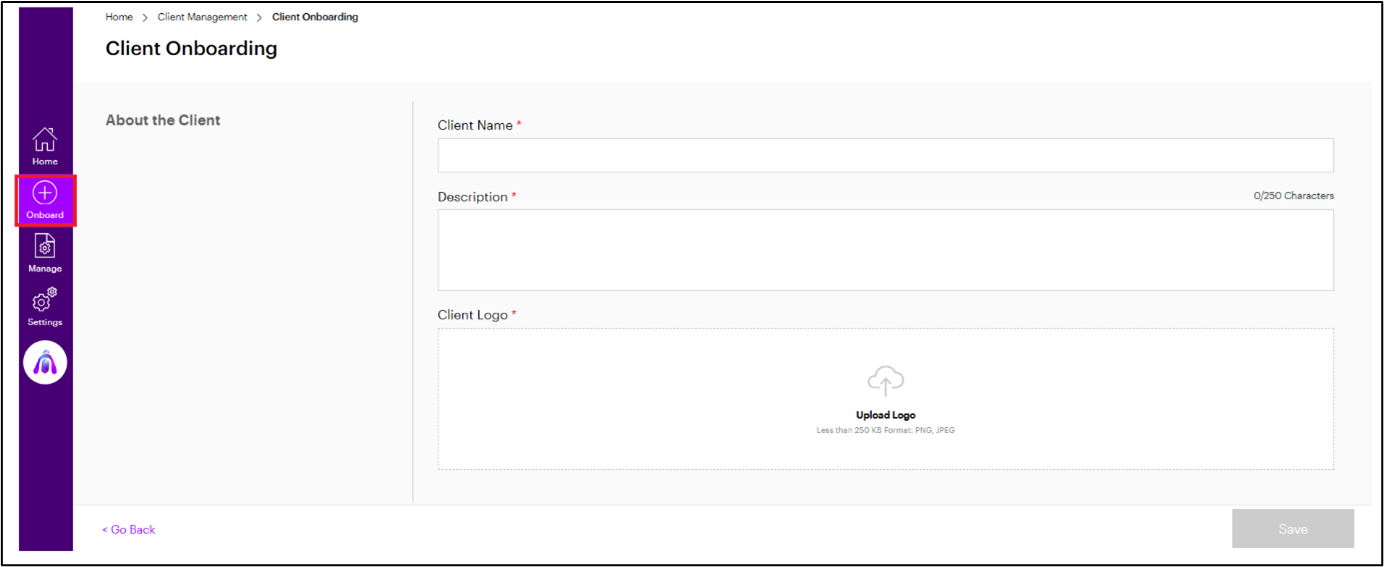 Home > Client Management > Client Onboarding
Client Onboarding
Home
Onboard
Manage
Settings
About the Client
Client Name *
Description *
0/250 Characters
Client Logo *
Upload Logo
Less than 250 KB Format: PNG, JPEG
< Go Back
Save